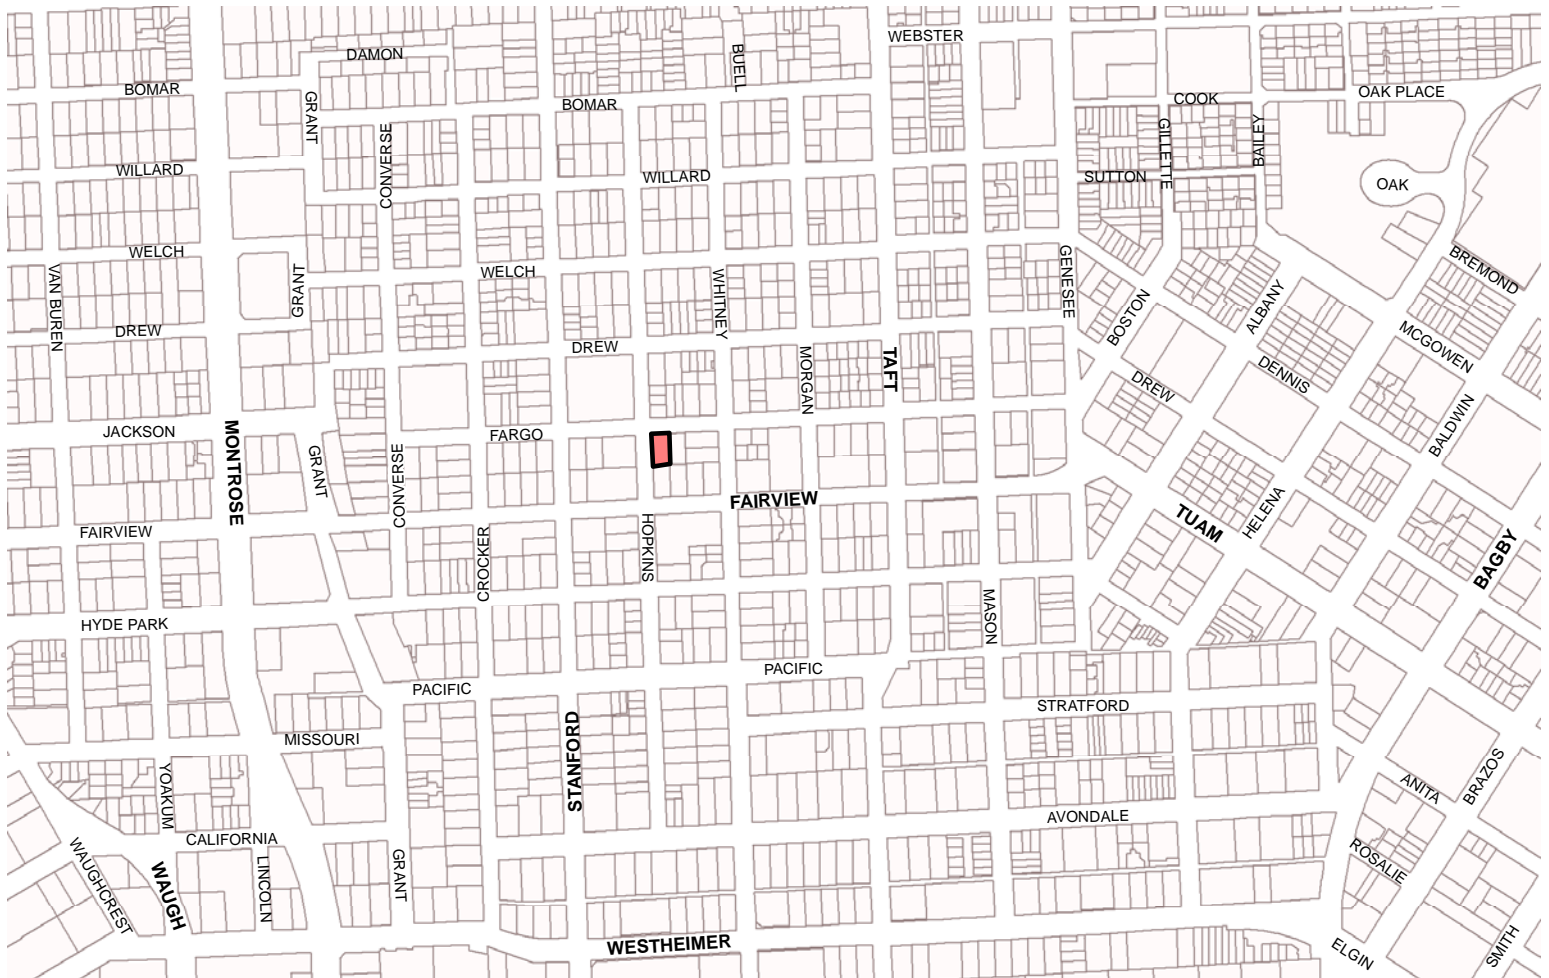 WEBSTER
DAMON
BUELL
BOMAR
GRANT
BOMAR
COOK
OAK PLACE
CONVERSE
GILLETTE
BAILEY
WILLARD
WILLARD
SUTTON
OAK
WELCH
VAN BUREN
GRANT
WELCH
WHITNEY
GENESEE
BREMOND
BOSTON
ALBANY
DREW
DREW
MORGAN
TAFT
MCGOWEN
DREW
DENNIS
BALDWIN
JACKSON
MONTROSE
GRANT
CONVERSE
FARGO
FAIRVIEW
FAIRVIEW
HOPKINS
CROCKER
TUAM
HELENA
BAGBY
HYDE PARK
MASON
PACIFIC
PACIFIC
STRATFORD
STANFORD
MISSOURI
YOAKUM
ANITA
BRAZOS
CALIFORNIA
AVONDALE
WAUGHCREST
WAUGH
LINCOLN
GRANT
ROSALIE
WESTHEIMER
ELGIN
SMITH